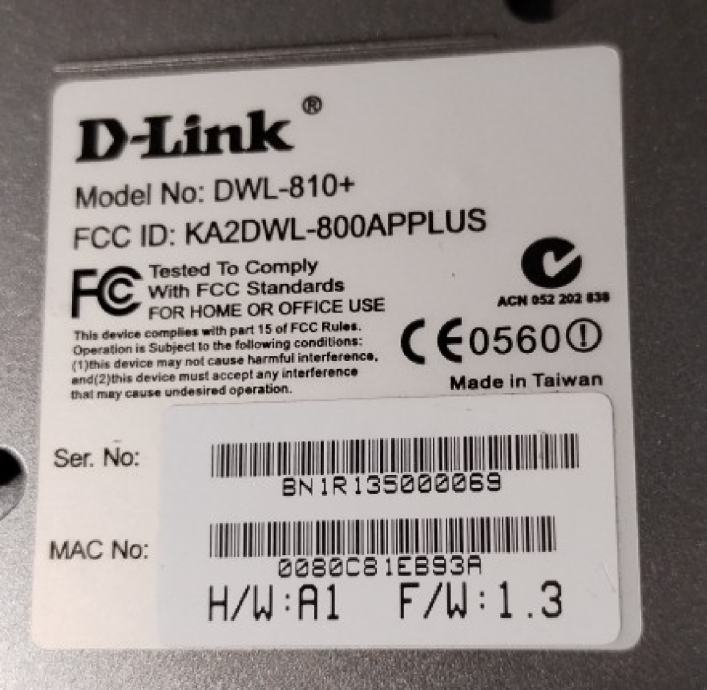 D-Link®
Model No: DWL-810+
FCC ID: KA2DWL-800APPLUS
FC Tested To Comply
With FCC Standards
FOR HOME OR OFFICE USE
This device complies with part 15 of FCC Rules.
Operation is Subject to the following conditions:
(1)this device may not cause harmful interference,
and(2)this device must accept any interference
that may cause undesired operation.
ACN 052 202 838
CE0560
Made in Taiwan
Ser. No:
BN1R135000069
MAC No:
0080C81EB93A
H/W:A1 F/W:1.3